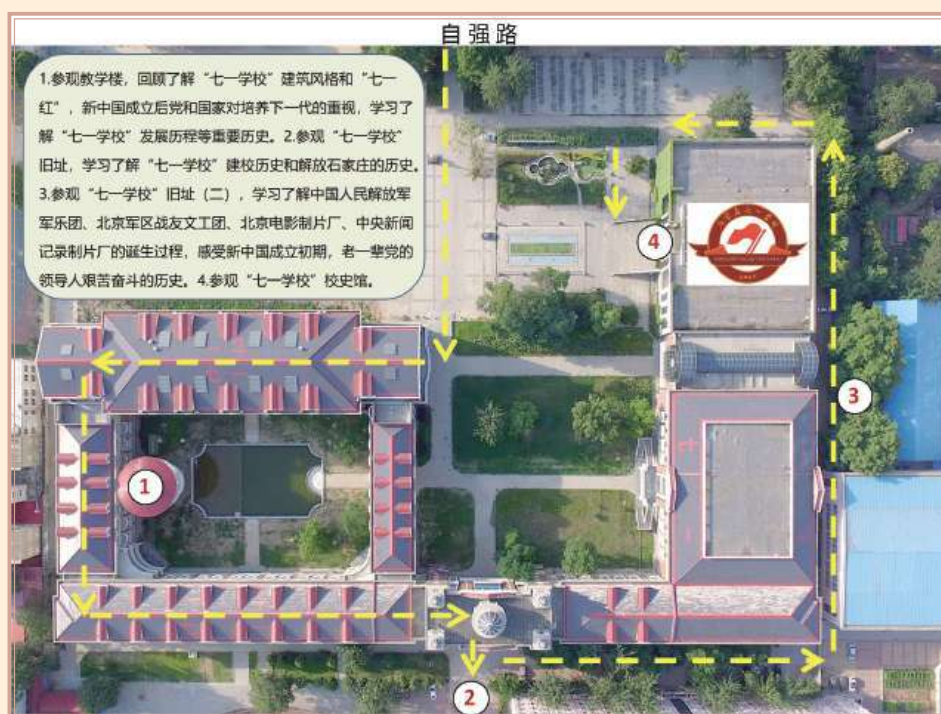 自强路
1.参观教学楼，回顾了解“七一学校”建筑风格和“七一
红”，新中国成立后党和国家对培养下一代的重视，学习了
解“七一学校”发展历程等重要历史。2.参观“七一学校”
旧址，学习了解“七一学校”建校历史和解放石家庄的历史。
3.参观“七一学校”旧址（二），学习了解中国人民解放军
军乐团、北京军区战友文工团、北京电影制片厂、中央新闻
记录制片厂的诞生过程，感受新中国成立初期，老一辈党的
领导人艰苦奋斗的历史。4.参观“七一学校”校史馆。
4
3
1
2